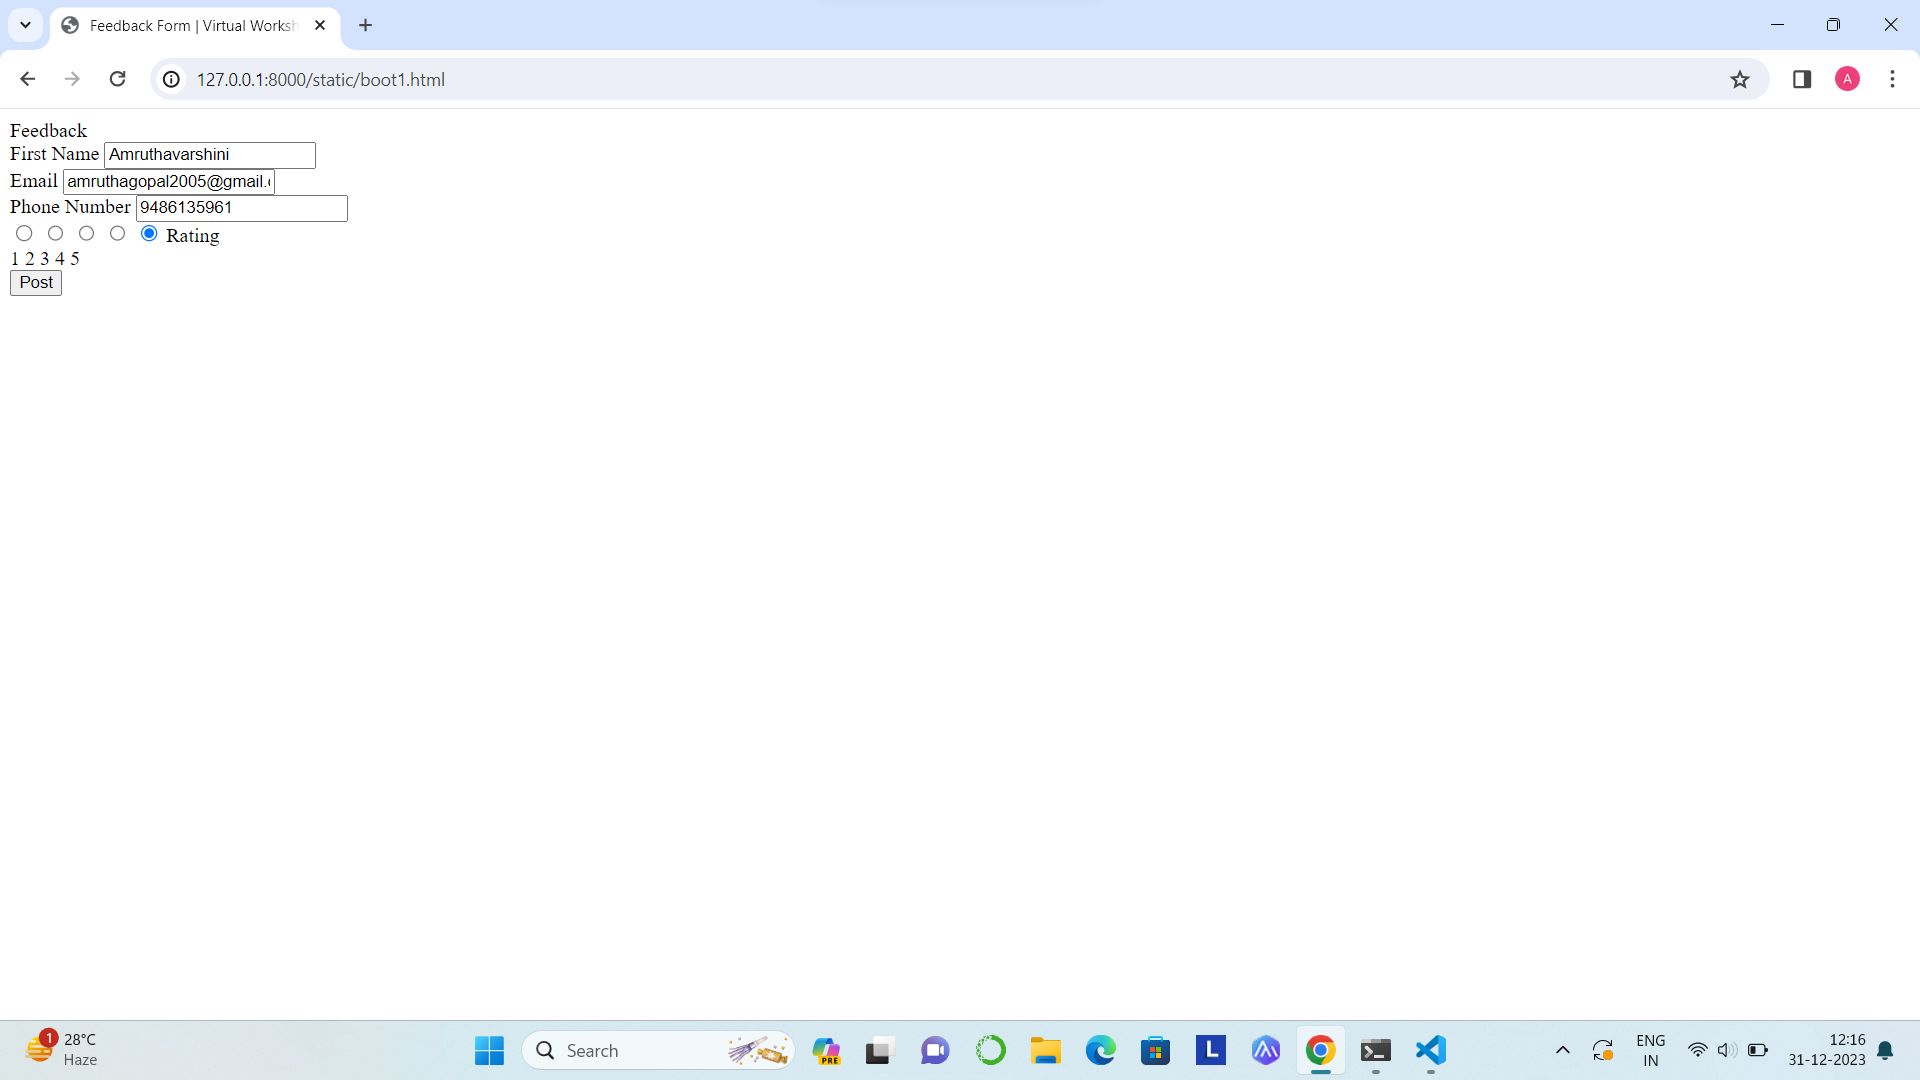 Feedback Form | Virtual Worksh
127.0.0.1:8000/static/boot1.html
A
Feedback
First Name Amruthavarshini
Email amruthagopal2005@gmail.
Phone Number 9486135961
Rating
1 2 3 4 5
Post
1
28°C
Haze
Search
PRE
L
ENG
IN
12:16
31-12-2023